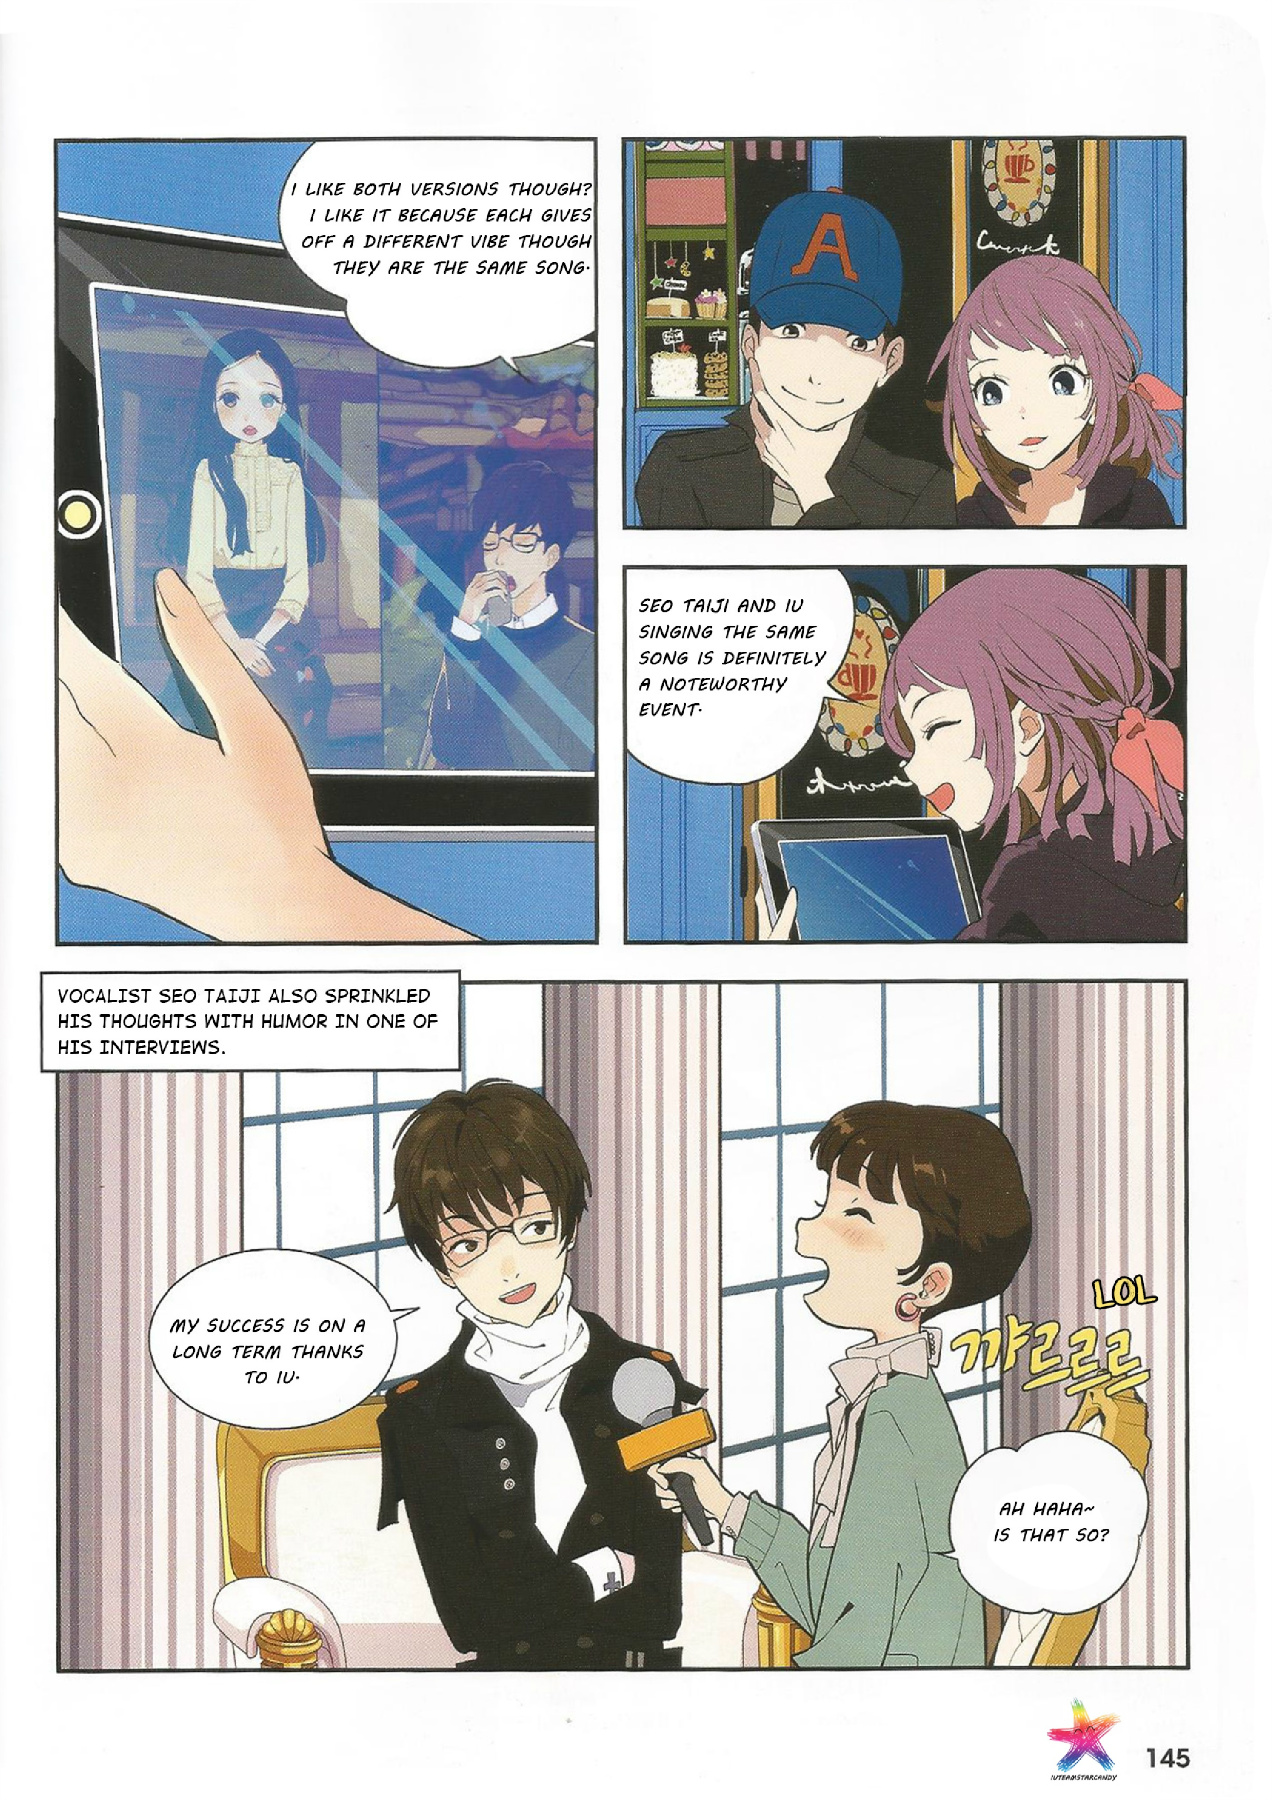 I LIKE BOTH VERSIONS THOUGH?
I LIKE IT BECAUSE EACH GIVES
OFF A DIFFERENT VIBE THOUGH
THEY ARE THE SAME SONG.
A
SEO TAIJI AND IU
SINGING THE SAME
SONG IS DEFINITELY
A NOTEWORTHY
EVENT.
VOCALIST SEO TAIJI ALSO SPRINKLED
HIS THOUGHTS WITH HUMOR IN ONE OF
HIS INTERVIEWS.
MY SUCCESS IS ON A
LONG TERM THANKS
TO IU.
LOL
꺄르르르
AH HAHA~
IS THAT SO?
IUTEAMSTARCANDY
145